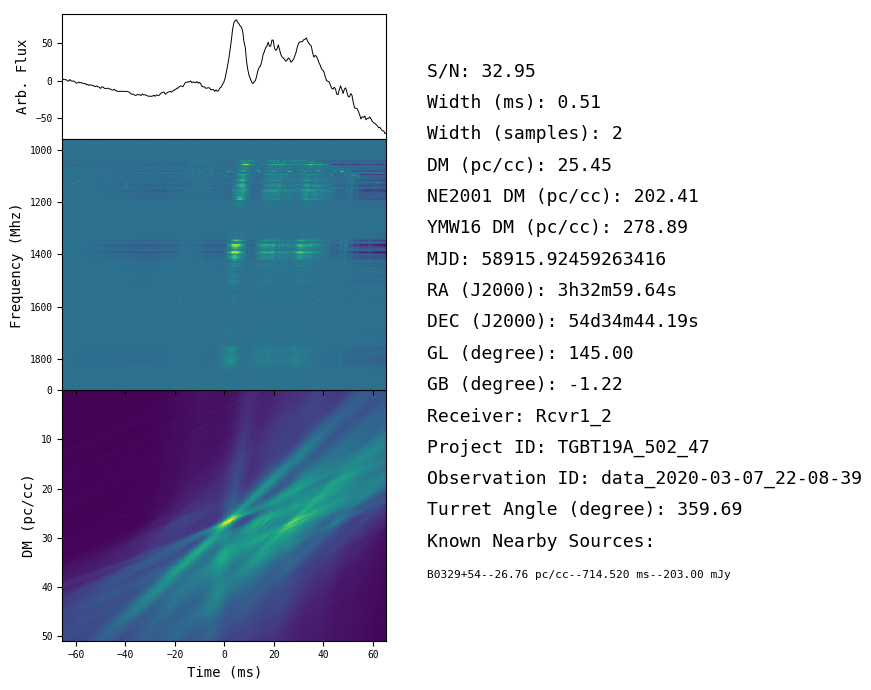 50
0
−50
Arb. Flux
1000
1200
1400
1600
1800
Frequency (Mhz)
0
10
20
30
40
50
DM (pc/cc)
−60 −40 −20 0 20 40 60
Time (ms)
S/N: 32.95
Width (ms): 0.51
Width (samples): 2
DM (pc/cc): 25.45
NE2001 DM (pc/cc): 202.41
YMW16 DM (pc/cc): 278.89
MJD: 58915.92459263416
RA (J2000): 3h32m59.64s
DEC (J2000): 54d34m44.19s
GL (degree): 145.00
GB (degree): -1.22
Receiver: Rcvr1_2
Project ID: TGBT19A_502_47
Observation ID: data_2020-03-07_22-08-39
Turret Angle (degree): 359.69
Known Nearby Sources:
B0329+54--26.76 pc/cc--714.520 ms--203.00 mJy